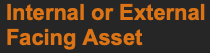 Internal or External
Facing Asset